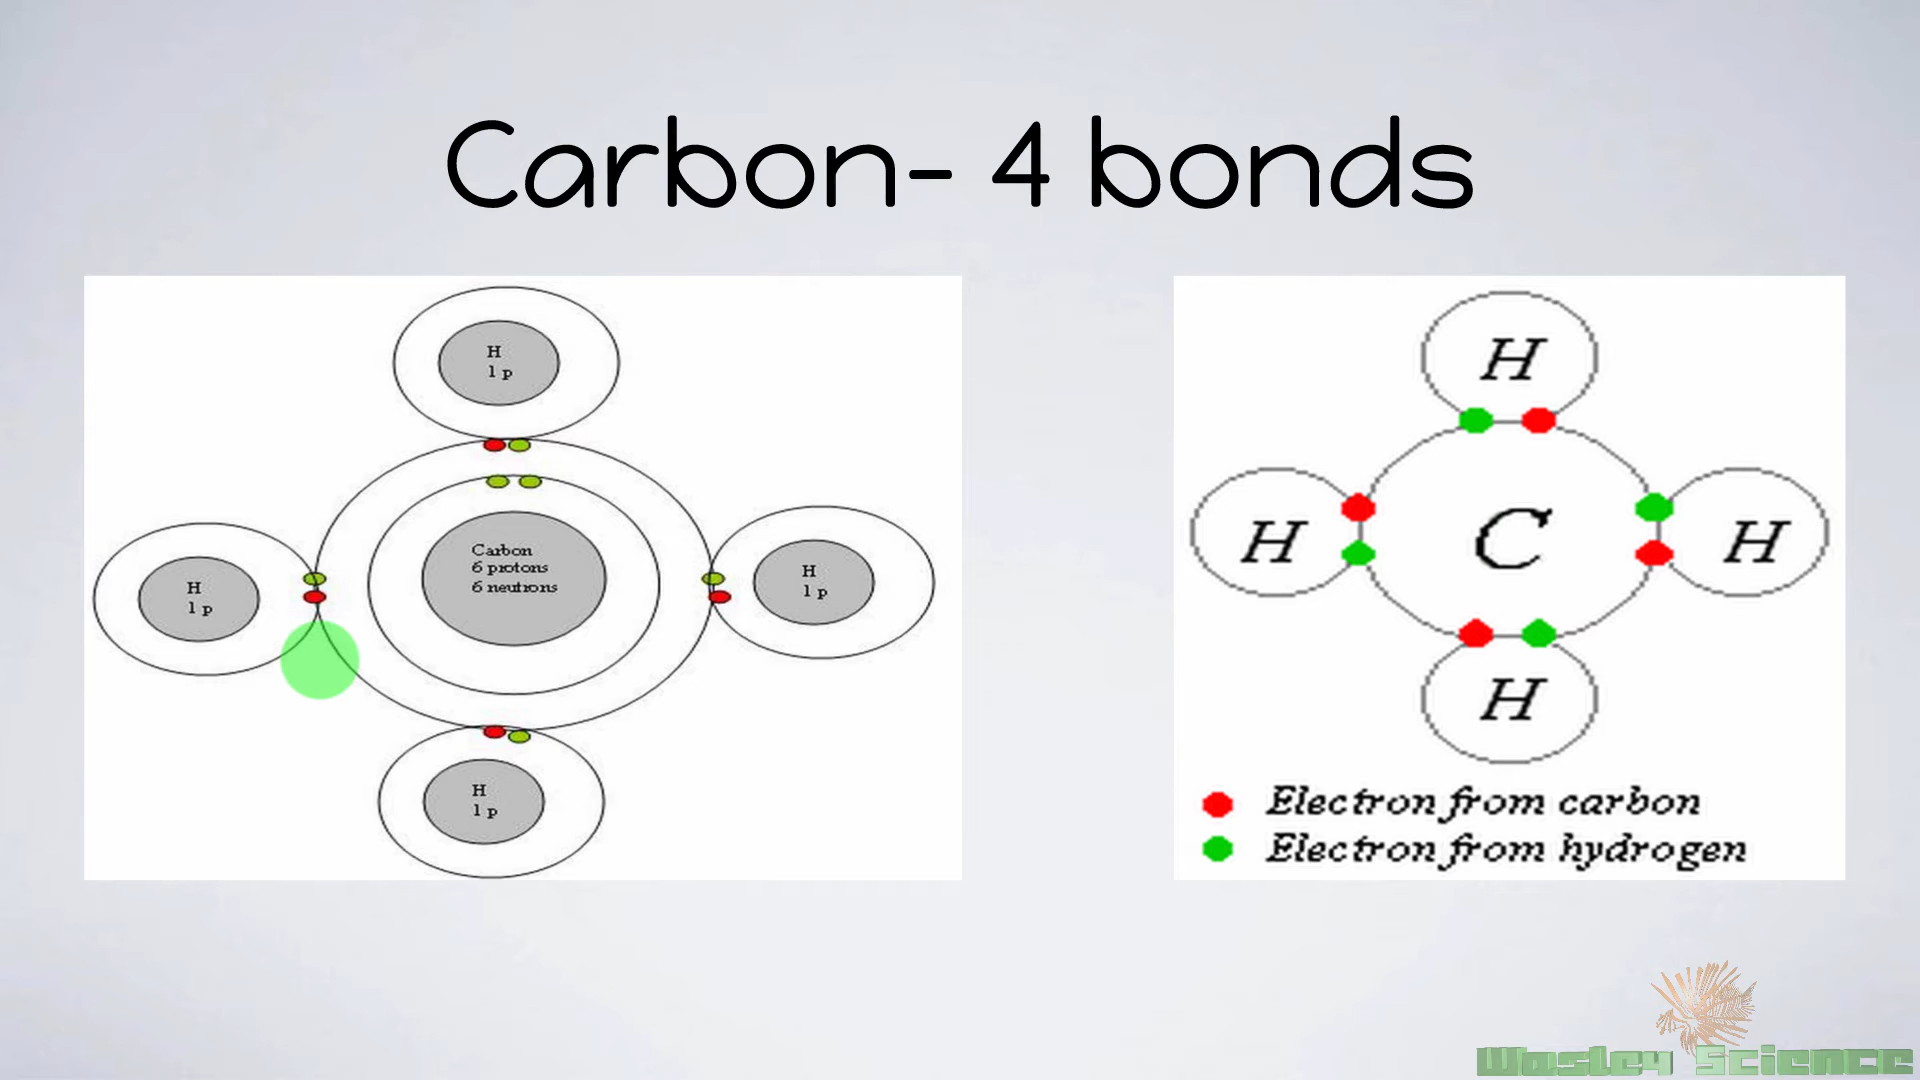 Carbon- 4 bonds
H
1 p
Carbon
6 protons
6 neutrons
H
1 p
H
1 p
H
1 p
H
H
C
H
H
Electron from carbon
Electron from hydrogen
Wasley Science